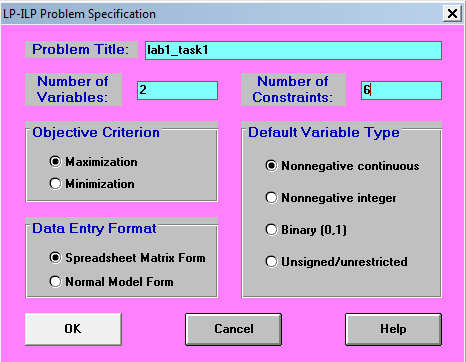 LP-ILP Problem Specification
Problem Title: lab1_task1
Number of Variables: 2
Number of Constraints: 6
Objective Criterion
Maximization
Minimization
Default Variable Type
Nonnegative continuous
Nonnegative integer
Binary (0,1)
Unsigned/unrestricted
Data Entry Format
Spreadsheet Matrix Form
Normal Model Form
OK
Cancel
Help